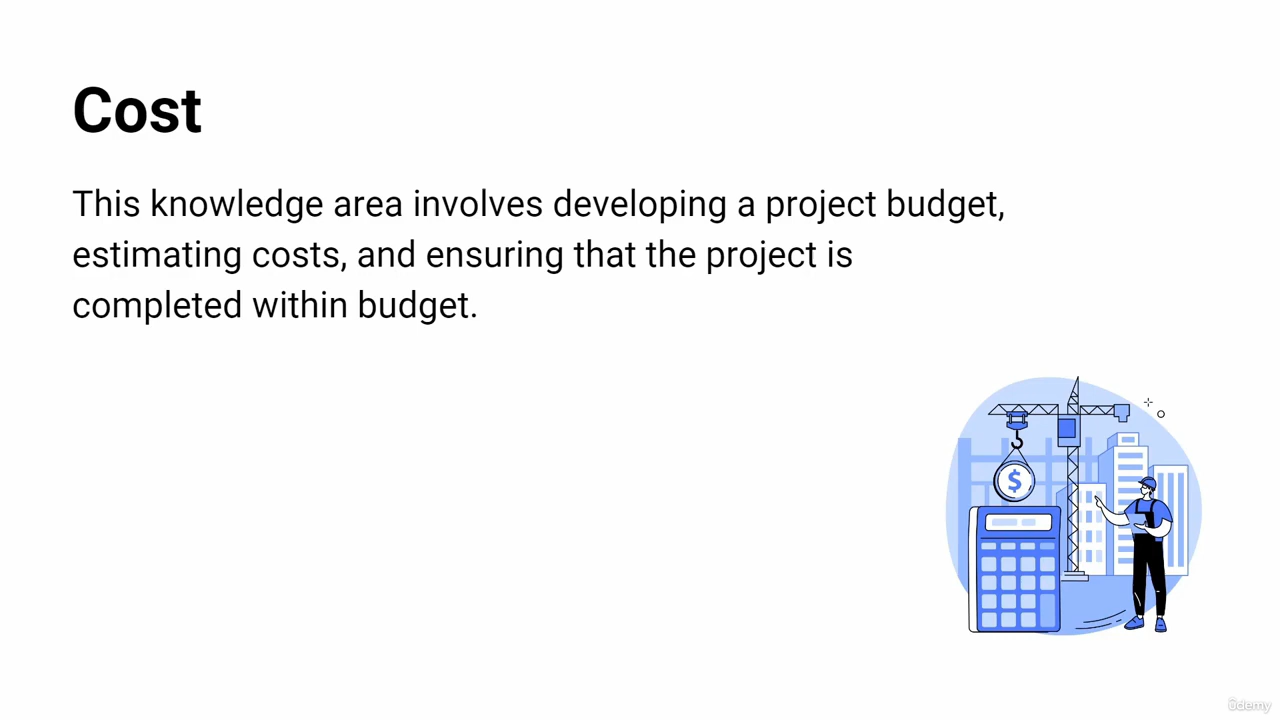 Cost
This knowledge area involves developing a project budget,
estimating costs, and ensuring that the project is
completed within budget.
$
ûdemy